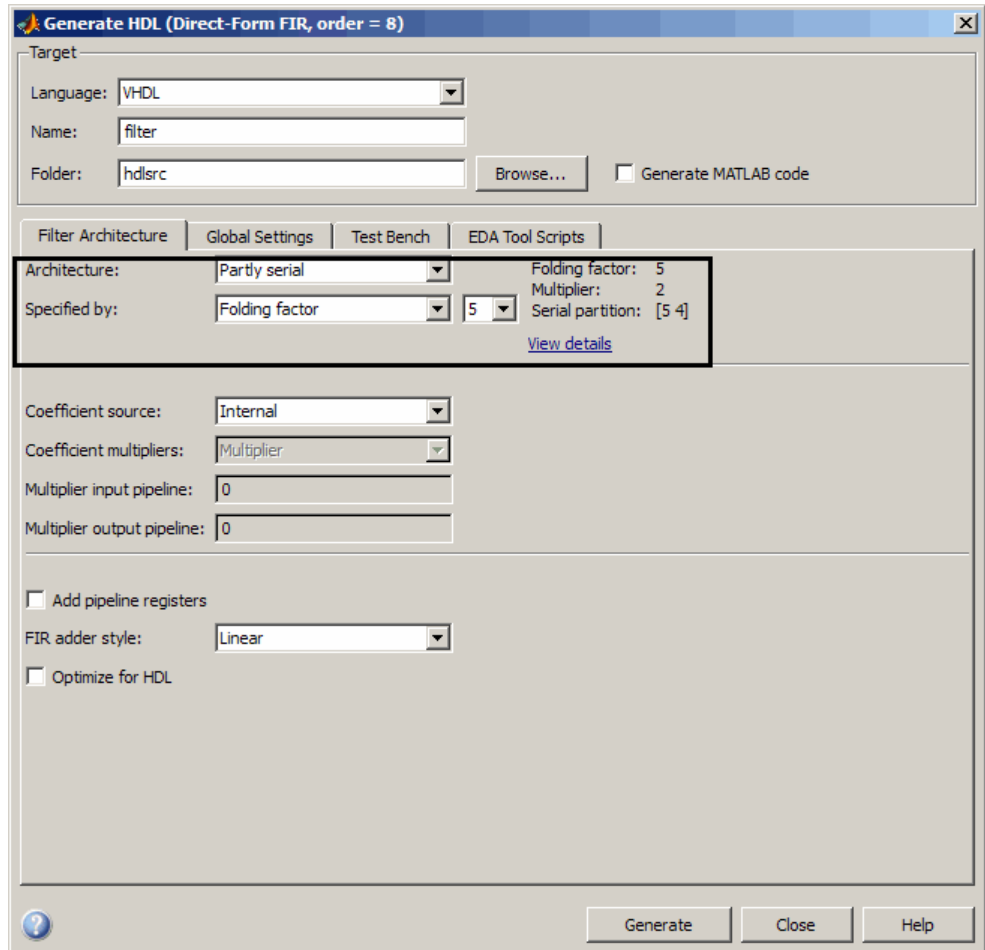 Generate HDL (Direct-Form FIR, order = 8)
Target
Language: VHDL
Name: filter
Folder: hdlsrc Browse... Generate MATLAB code
Filter Architecture Global Settings Test Bench EDA Tool Scripts
Architecture: Partly serial Folding factor: 5
Multiplier: 2
Specified by: Folding factor 5 Serial partition: [5 4]
View details
Coefficient source: Internal
Coefficient multipliers: Multiplier
Multiplier input pipeline: 0
Multiplier output pipeline: 0
Add pipeline registers
FIR adder style: Linear
Optimize for HDL
? Generate Close Help